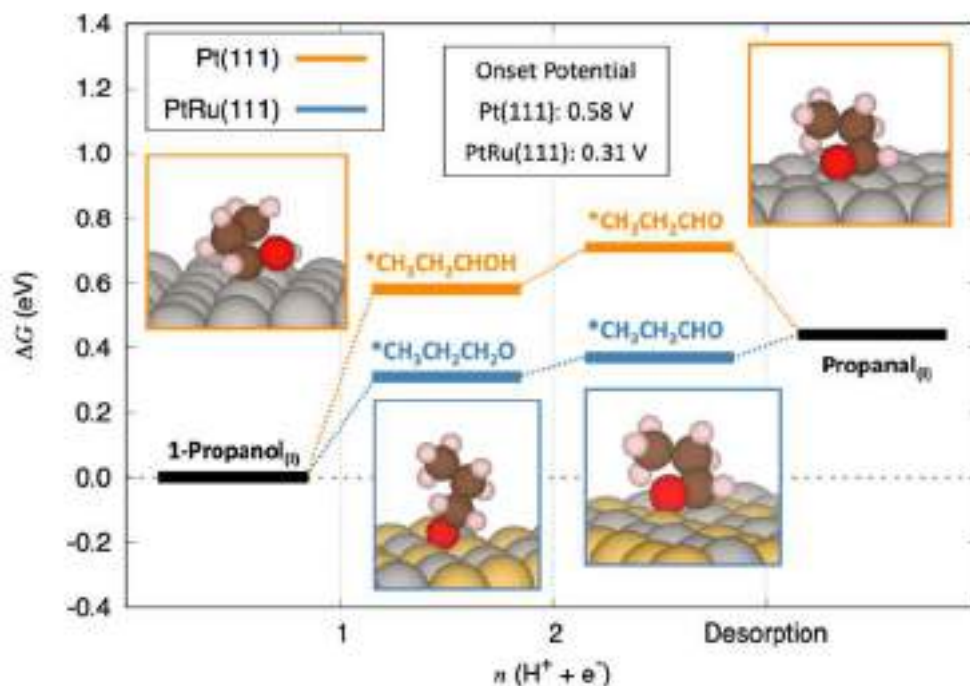 1.4
1.2
1.0
0.8
0.6
0.4
0.2
0.0
-0.2
-0.4
ΔG (eV)
Pt(111)
PtRu(111)
Onset Potential
Pt(111): 0.58 V
PtRu(111): 0.31 V
*CH₃CH₂CHOH
*CH₃CH₂CHO
*CH₃CH₂CH₂O
*CH₃CH₂CHO
1-Propanol(l)
Propanal(l)
1
2
Desorption
n (H⁺ + e⁻)